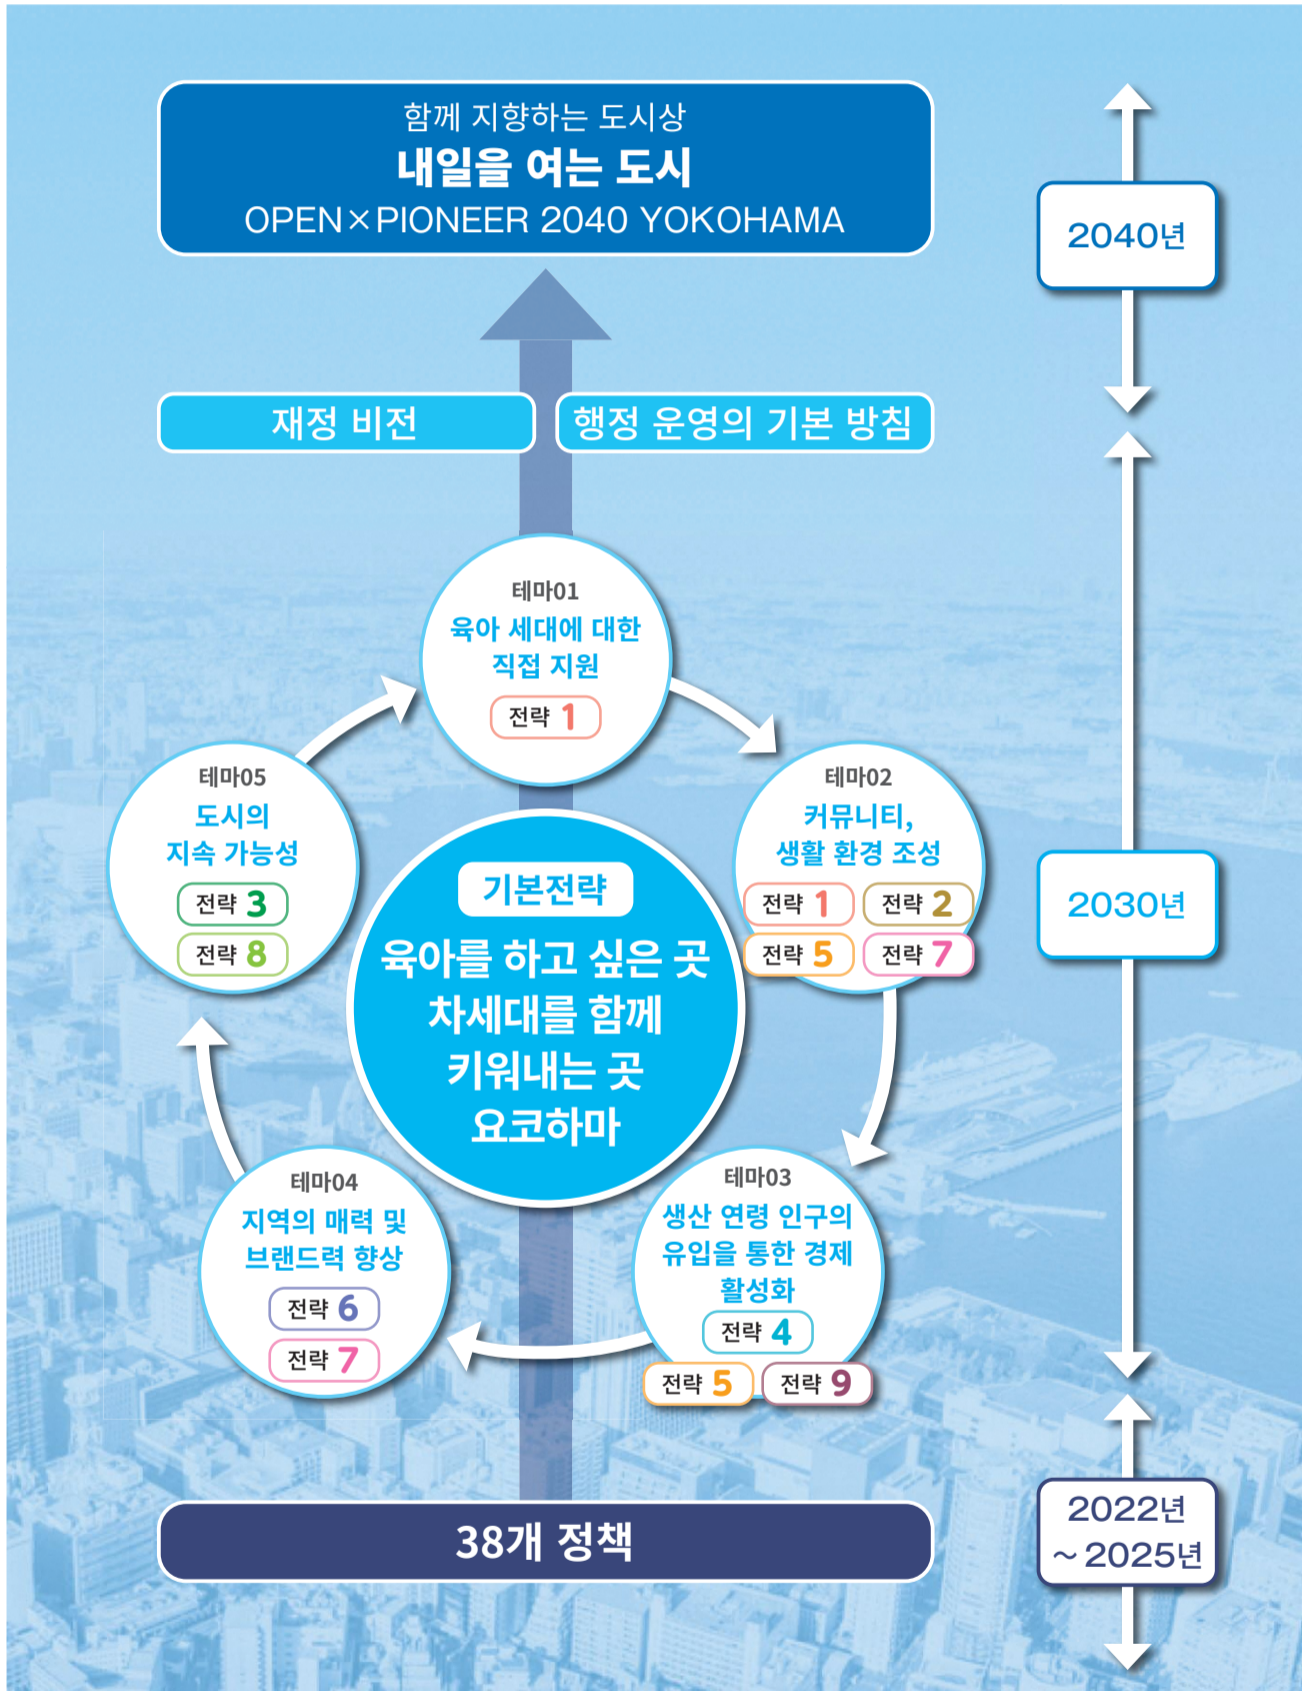 함께 지향하는 도시상
내일을 여는 도시
OPEN×PIONEER 2040 YOKOHAMA
2040년
재정 비전
행정 운영의 기본 방침
테마01
육아 세대에 대한
직접 지원
전략 1
테마05
도시의
지속 가능성
전략 3
전략 8
테마02
커뮤니티,
생활 환경 조성
전략 1
전략 2
전략 5
전략 7
기본전략
육아를 하고 싶은 곳
차세대를 함께
키워내는 곳
요코하마
2030년
테마04
지역의 매력 및
브랜드력 향상
전략 6
전략 7
테마03
생산 연령 인구의
유입을 통한 경제
활성화
전략 4
전략 5
전략 9
38개 정책
2022년
～2025년